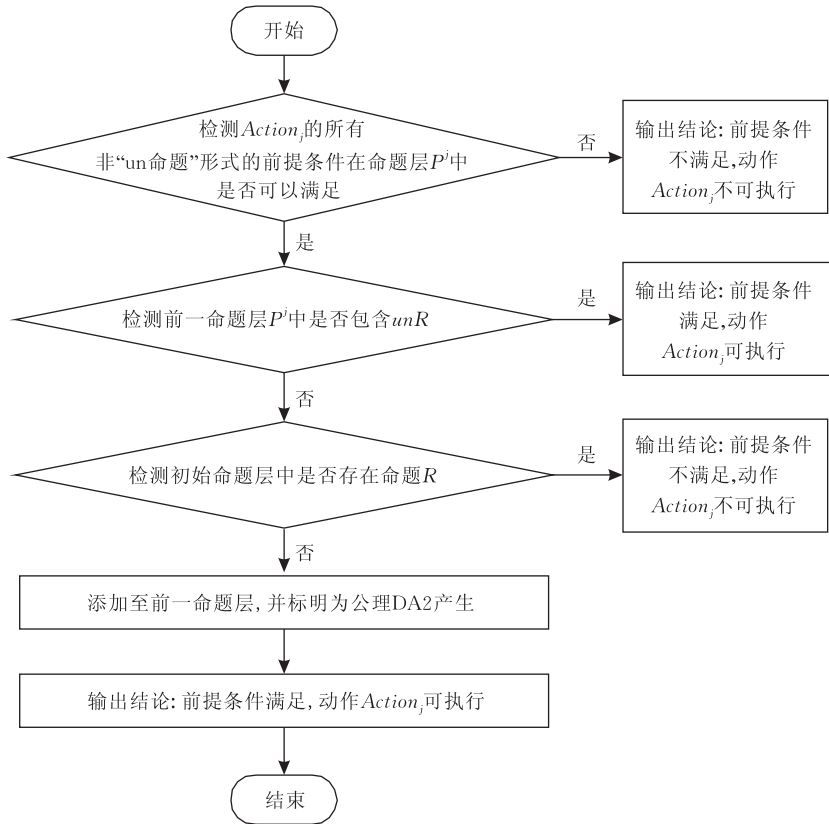 开始
检测Actionⱼ的所有
非“un命题”形式的前提条件在命题层Pʲ中
是否可以满足
否
输出结论: 前提条件
不满足,动作
Actionⱼ不可执行
是
检测前一命题层Pʲ中是否包含unR
是
输出结论: 前提条件
满足,动作
Actionⱼ可执行
否
检测初始命题层中是否存在命题R
是
输出结论: 前提条件
不满足,动作
Actionⱼ不可执行
否
添加至前一命题层, 并标明为公理DA2产生
输出结论: 前提条件满足, 动作Actionⱼ可执行
结束